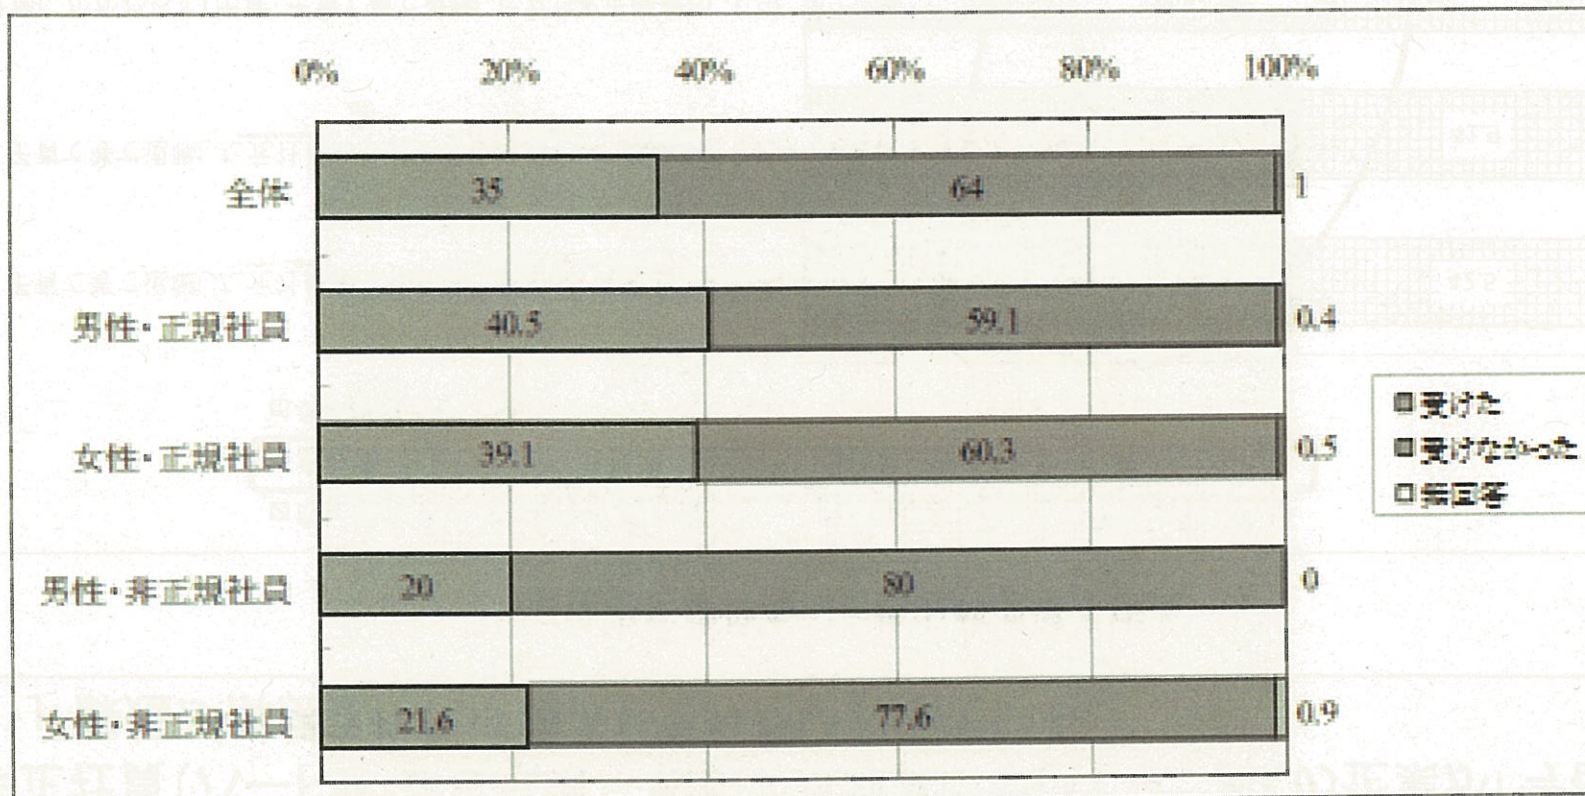 0% 20% 40% 60% 80% 100%
全体 35 64 1
男性・正規社員 40.5 59.1 0.4
女性・正規社員 39.1 60.3 0.5
男性・非正規社員 20 80 0
女性・非正規社員 21.6 77.6 0.9
受けた
受けなかった
無回答